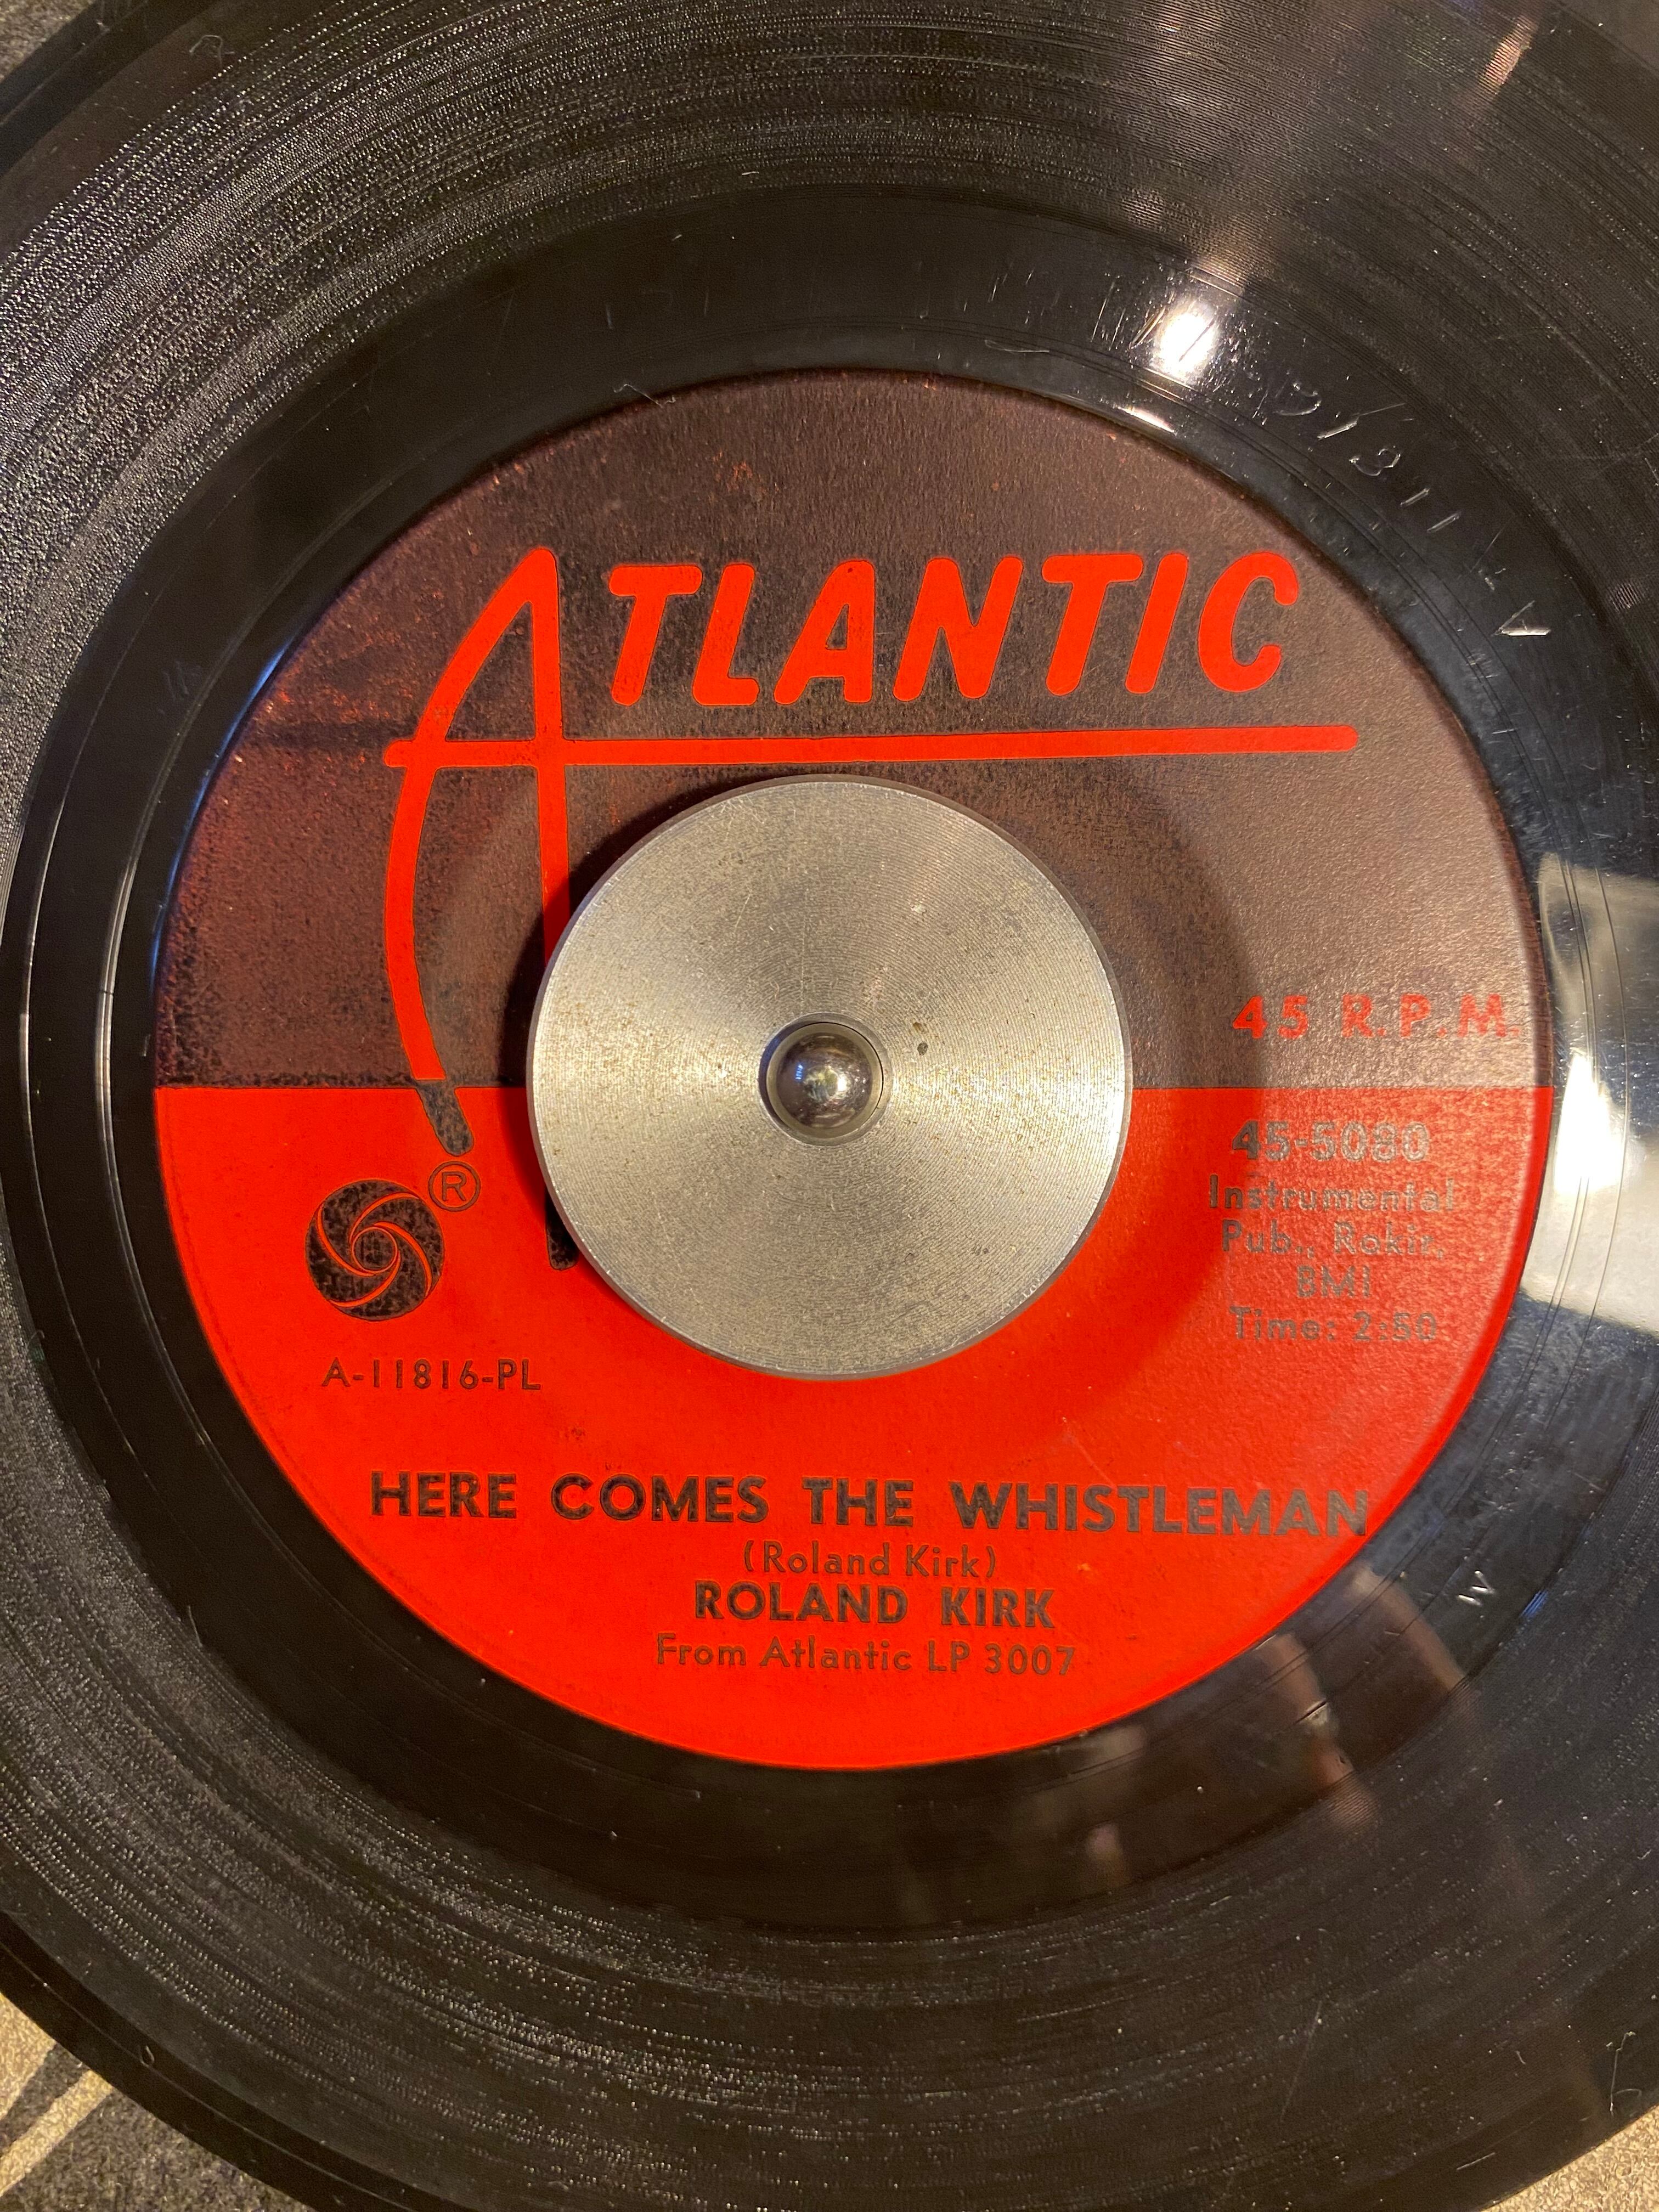 ATLANTIC
45 R.P.M.
45-5080
Instrumental
Pub., Rokir,
BMI
Time: 2:50
®
A-11816-PL
HERE COMES THE WHISTLEMAN
(Roland Kirk)
ROLAND KIRK
From Atlantic LP 3007
W